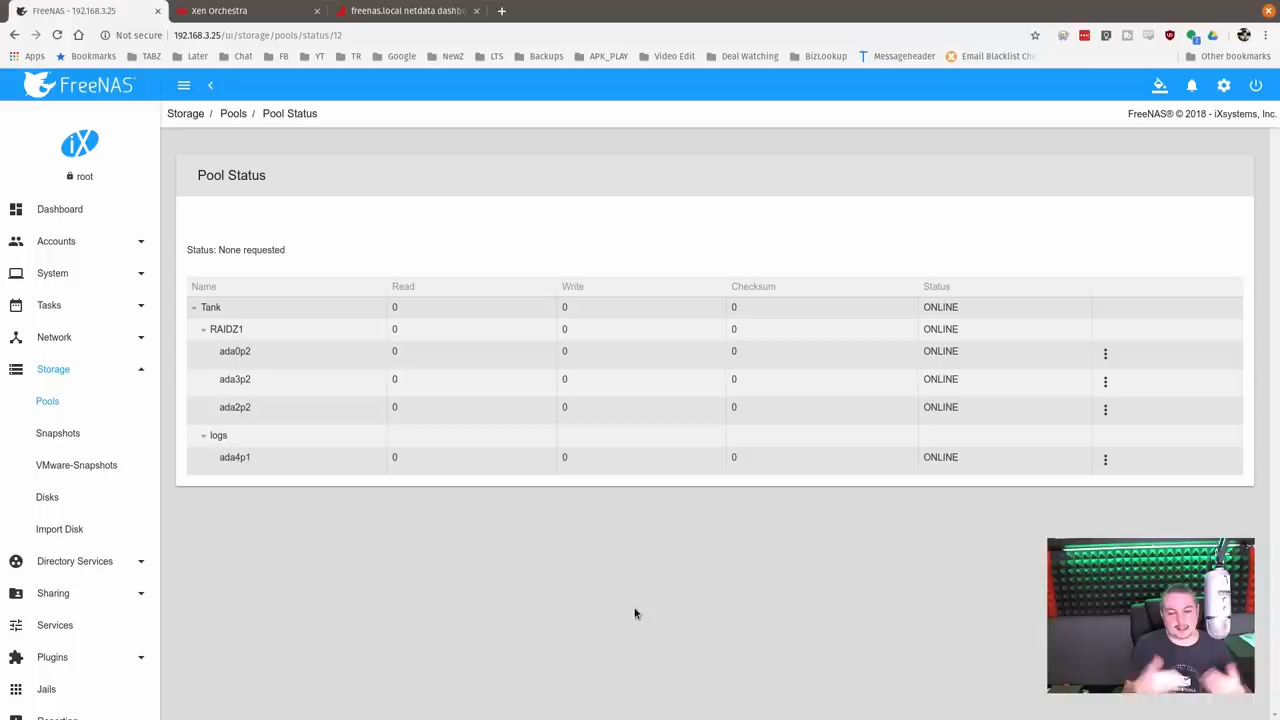 FreeNAS - 192.168.3.25
Xen Orchestra
freenas.local netdata dashb
Not secure 192.168.3.25/ui/storage/pools/status/12
Apps Bookmarks TABZ Later Chat FB YT TR Google NewZ LTS Backups APK_PLAY Video Edit Deal Watching BizLookup Messageheader Email Blacklist Che Other bookmarks
FreeNAS®
Storage / Pools / Pool Status
FreeNAS® © 2018 - iXsystems, Inc.
iX
root
Dashboard
Accounts
System
Tasks
Network
Storage
Pools
Snapshots
VMware-Snapshots
Disks
Import Disk
Directory Services
Sharing
Services
Plugins
Jails
Reporting
Pool Status
Status: None requested
Name Read Write Checksum Status
Tank 0 0 0 ONLINE
RAIDZ1 0 0 0 ONLINE
ada0p2 0 0 0 ONLINE
ada3p2 0 0 0 ONLINE
ada2p2 0 0 0 ONLINE
logs
ada4p1 0 0 0 ONLINE